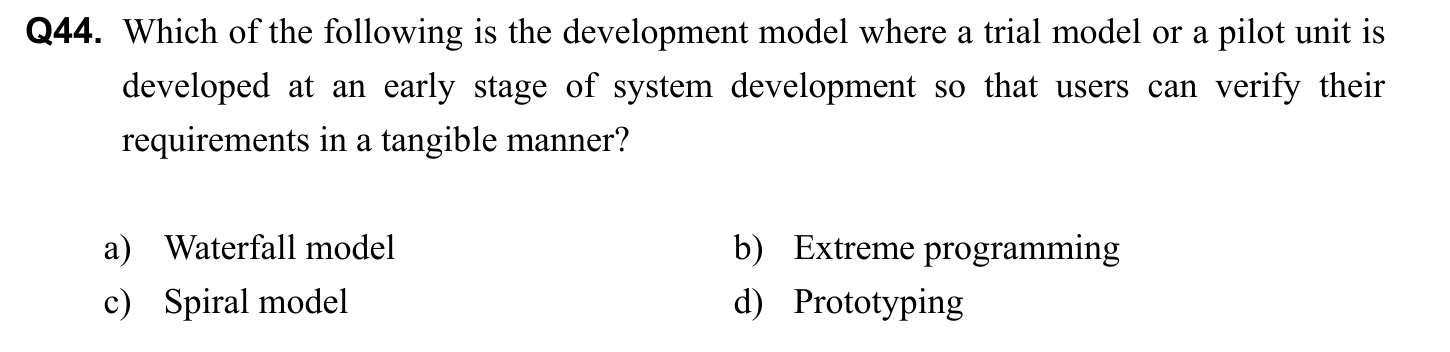 Q44. Which of the following is the development model where a trial model or a pilot unit is
developed at an early stage of system development so that users can verify their
requirements in a tangible manner?
a) Waterfall model b) Extreme programming
c) Spiral model d) Prototyping